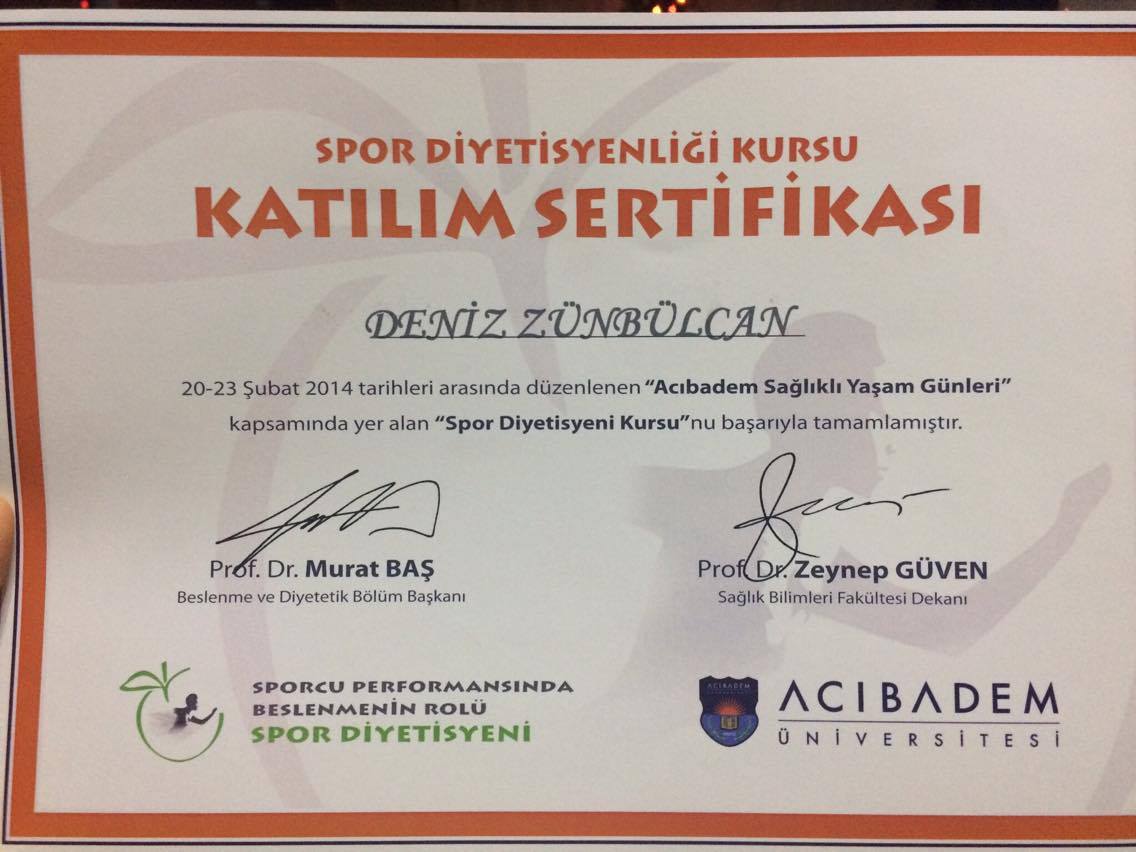 SPOR DİYETİSYENLİĞİ KURSU
KATILIM SERTİFİKASI
DENİZ ZÜNBÜLCAN
20-23 Şubat 2014 tarihleri arasında düzenlenen “Acıbadem Sağlıklı Yaşam Günleri”
kapsamında yer alan “Spor Diyetisyeni Kursu”nu başarıyla tamamlamıştır.
Prof. Dr. Murat BAŞ
Beslenme ve Diyetetik Bölüm Başkanı
Prof. Dr. Zeynep GÜVEN
Sağlık Bilimleri Fakültesi Dekanı
SPORCU PERFORMANSINDA
BESLENMENİN ROLÜ
SPOR DİYETİSYENİ
ACIBADEM
ACIBADEM
ÜNİVERSİTESİ